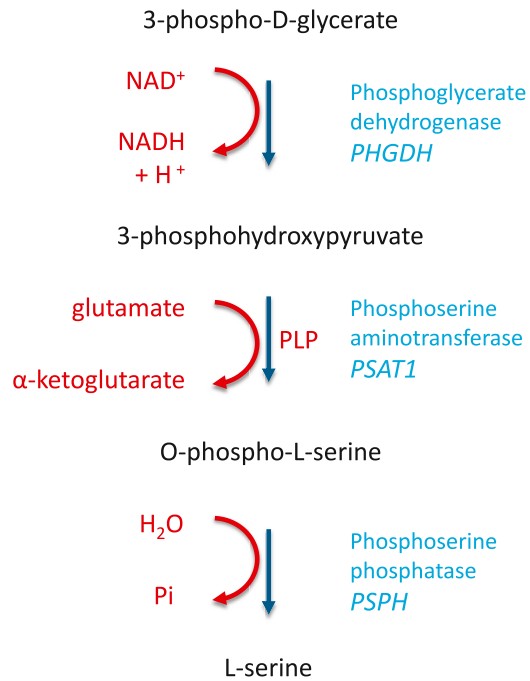 3-phospho-D-glycerate
NAD⁺
NADH
+ H⁺
Phosphoglycerate
dehydrogenase
PHGDH
3-phosphohydroxypyruvate
glutamate
α-ketoglutarate
PLP
Phosphoserine
aminotransferase
PSAT1
O-phospho-L-serine
H₂O
Pi
Phosphoserine
phosphatase
PSPH
L-serine